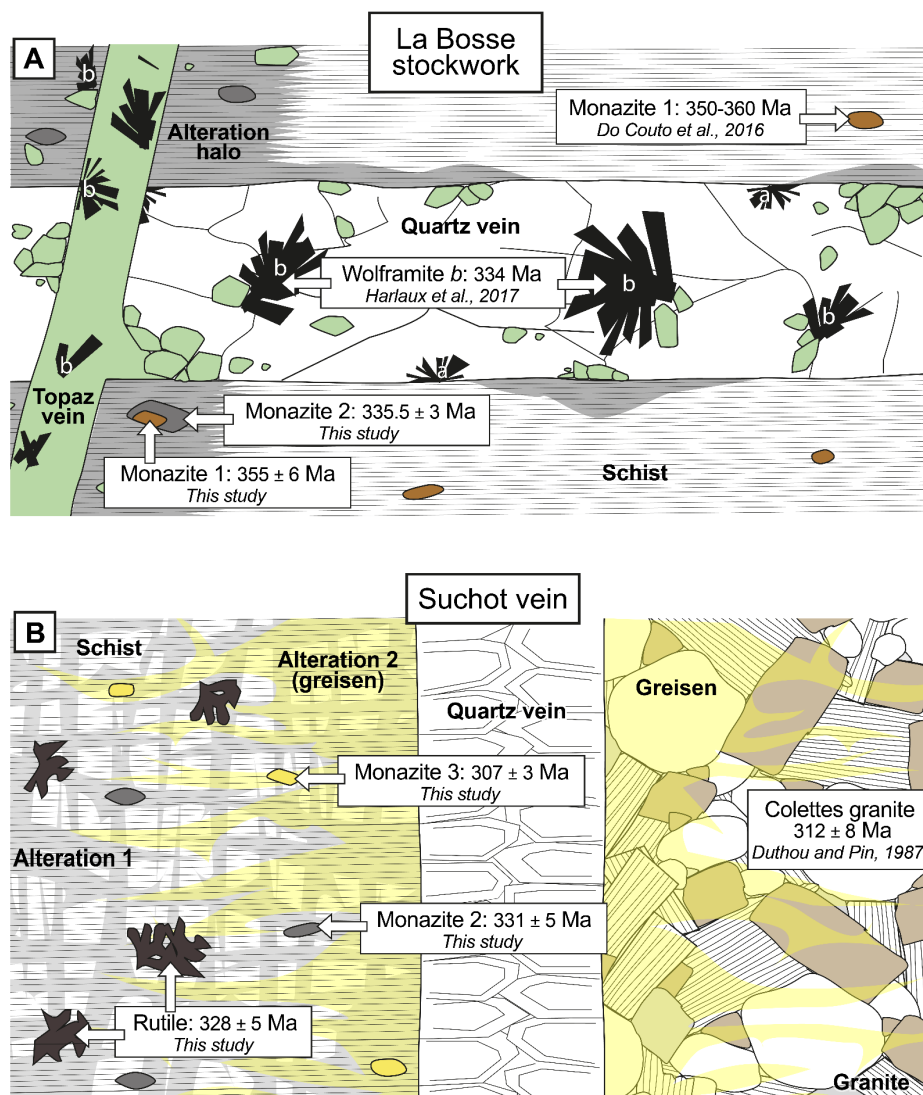 A
La Bosse
stockwork
b
b
a
b
b
b
b
a
Alteration
halo
Monazite 1: 350-360 Ma
Do Couto et al., 2016
Quartz vein
Wolframite b: 334 Ma
Harlaux et al., 2017
Topaz
vein
Monazite 2: 335.5 ± 3 Ma
This study
Monazite 1: 355 ± 6 Ma
This study
Schist
Suchot vein
B
Schist
Alteration 2
(greisen)
Quartz vein
Greisen
Monazite 3: 307 ± 3 Ma
This study
Colettes granite
312 ± 8 Ma
Duthou and Pin, 1987
Alteration 1
Monazite 2: 331 ± 5 Ma
This study
Rutile: 328 ± 5 Ma
This study
Granite